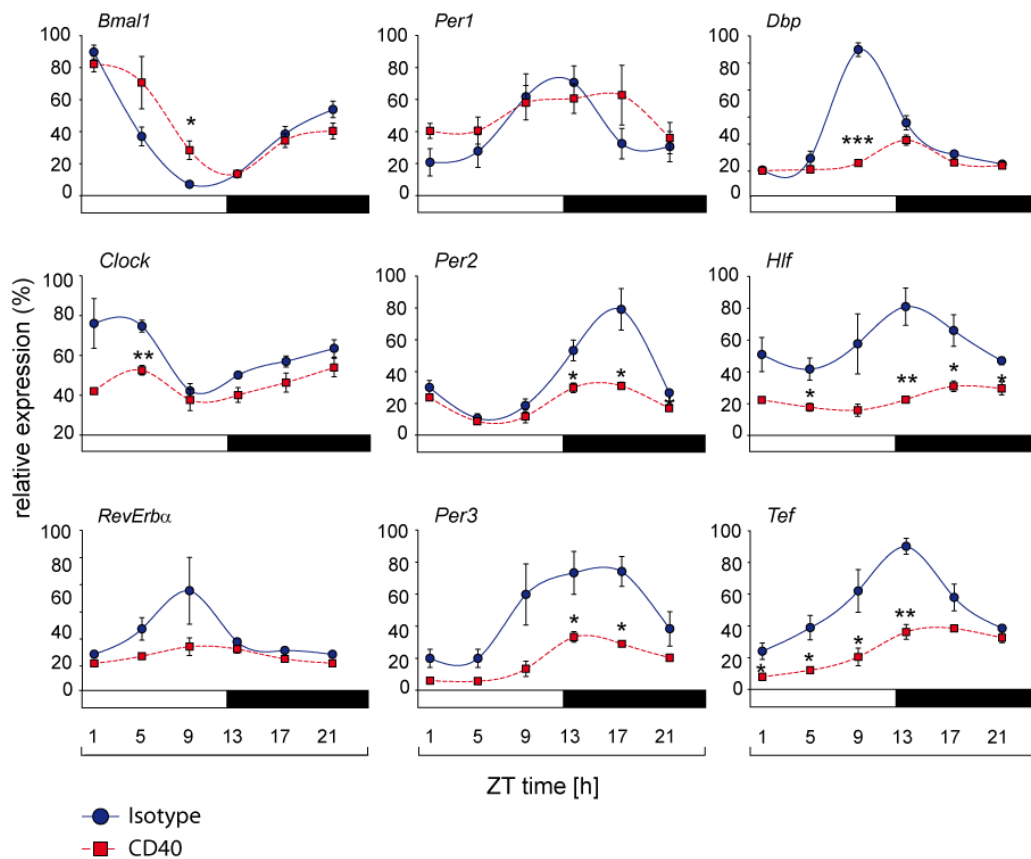 Bmal1 Per1 Dbp
100 100 100
80 80 80
60 60 60
* ***
40 40 40
20 20 20
0 0 0
relative expression (%)
Clock Per2 Hlf
100 100 100
80 80 80
** * * * ** * *
60 60 60
40 40 40
20 20 20
0 0
RevErbα Per3 Tef
100 100 100
80 80 80
60 60 60
* * * * * **
40 40 40
20 20 20
0 0 0
1 5 9 13 17 21 1 5 9 13 17 21 1 5 9 13 17 21
ZT time [h]
Isotype
CD40